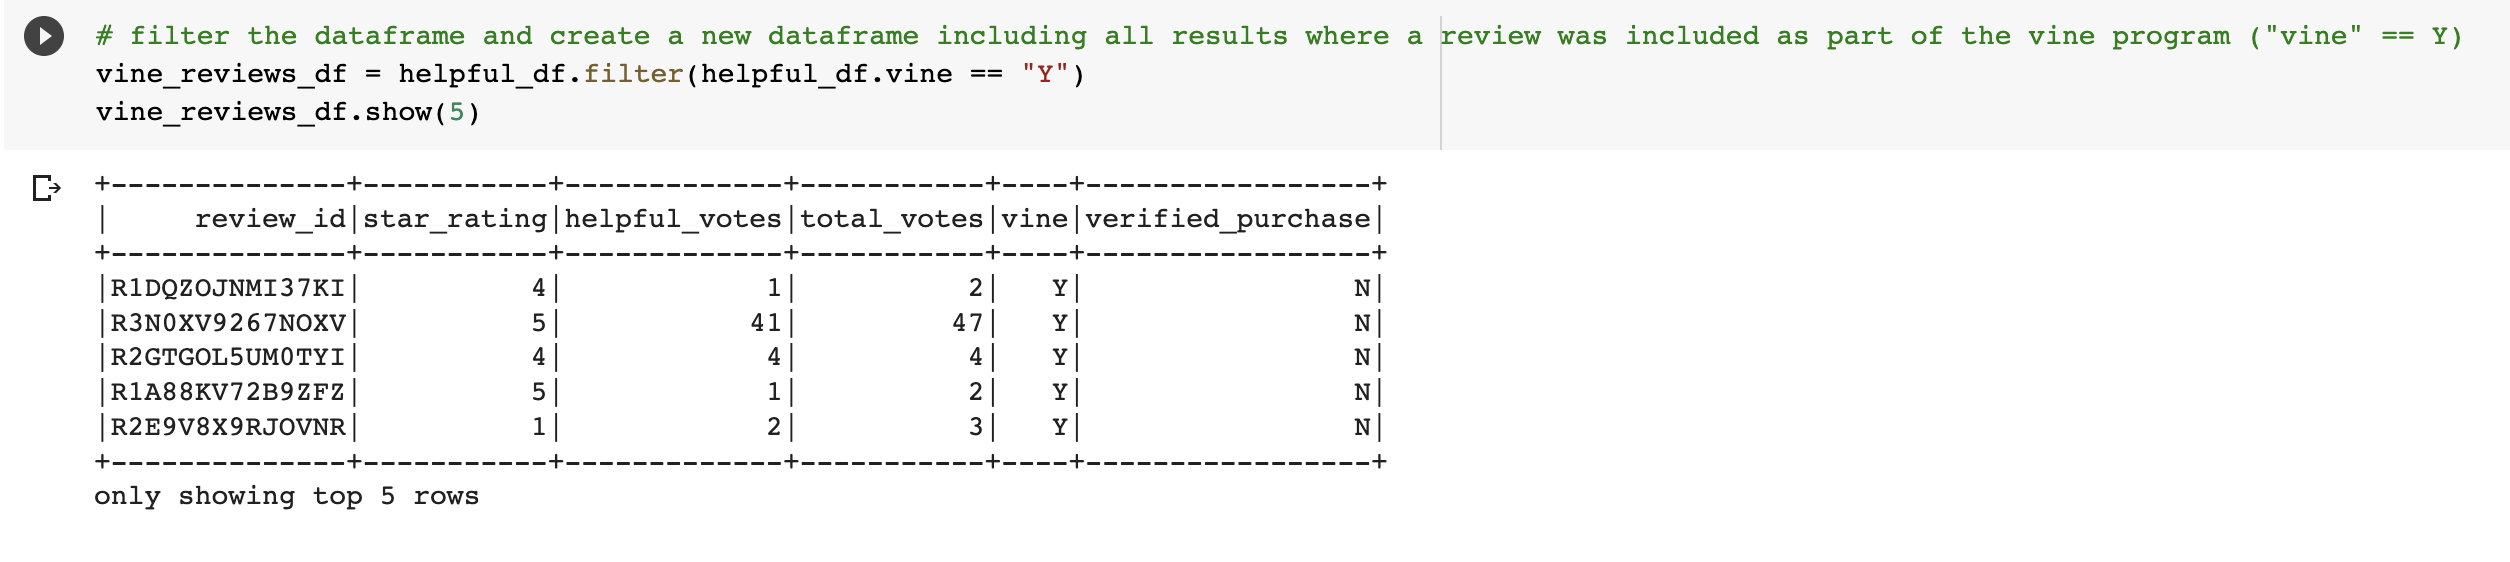 # filter the dataframe and create a new dataframe including all results where a review was included as part of the vine program ("vine" == Y)
vine_reviews_df = helpful_df.filter(helpful_df.vine == "Y")
vine_reviews_df.show(5)
+--------------+-----------+-------------+-----------+----+-----------------+
|     review_id|star_rating|helpful_votes|total_votes|vine|verified_purchase|
+--------------+-----------+-------------+-----------+----+-----------------+
|R1DQZOJNMI37KI|          4|            1|          2|   Y|                N|
|R3N0XV9267NOXV|          5|           41|         47|   Y|                N|
|R2GTGOL5UM0TYI|          4|            4|          4|   Y|                N|
|R1A88KV72B9ZFZ|          5|            1|          2|   Y|                N|
|R2E9V8X9RJOVNR|          1|            2|          3|   Y|                N|
+--------------+-----------+-------------+-----------+----+-----------------+
only showing top 5 rows